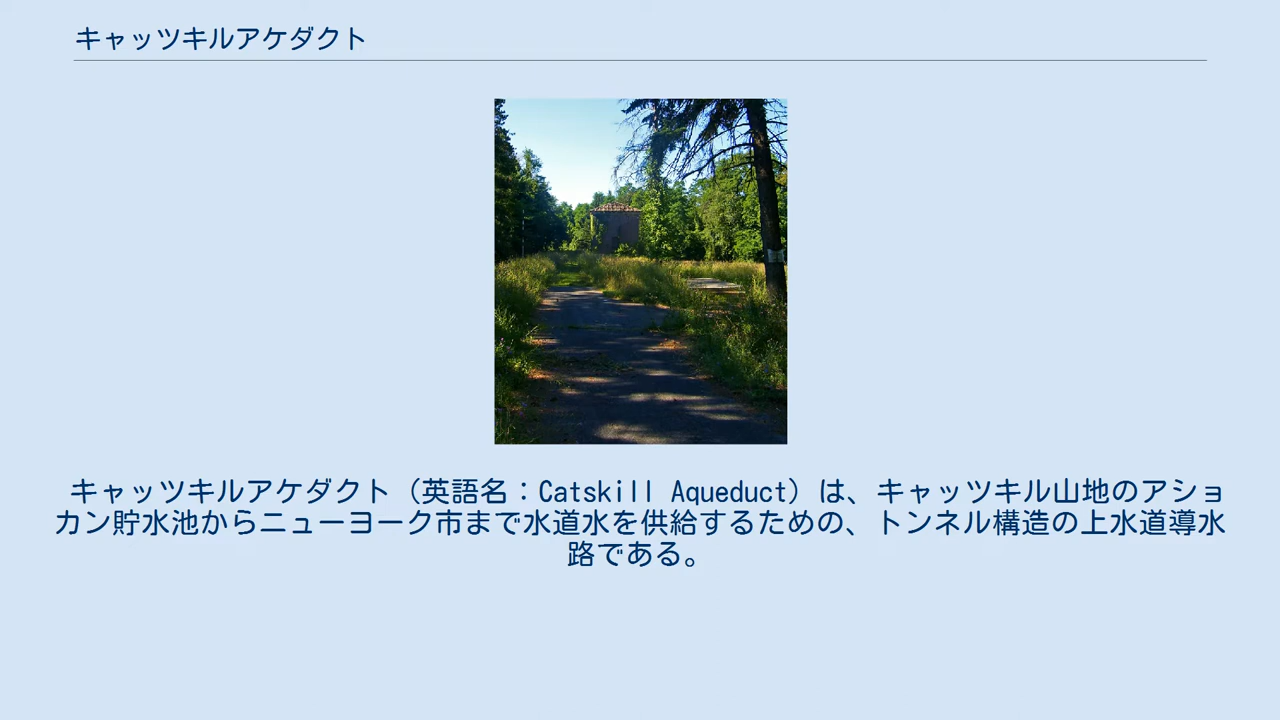 キャッツキルアケダクト
キャッツキルアケダクト（英語名：Catskill Aqueduct）は、キャッツキル山地のアショ
カン貯水池からニューヨーク市まで水道水を供給するための、トンネル構造の上水道導水
路である。